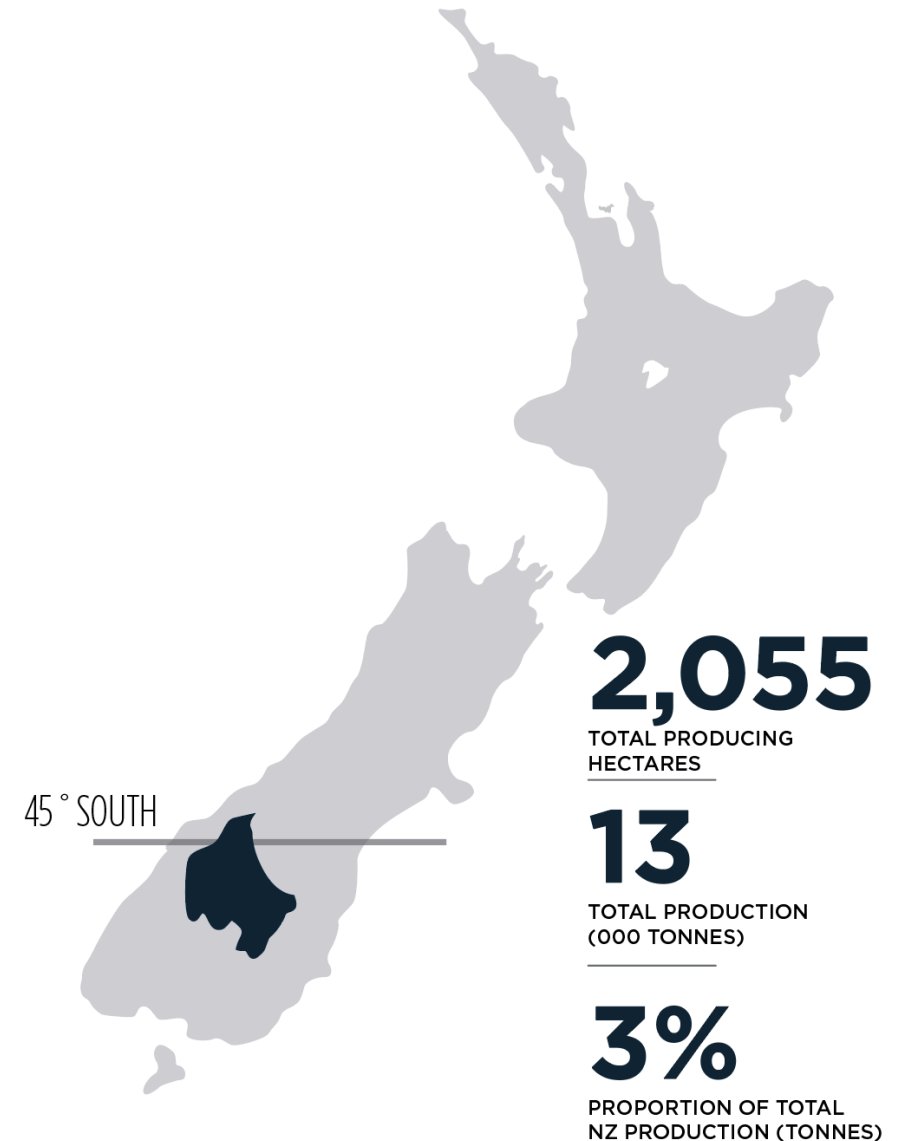 45° SOUTH
2,055
TOTAL PRODUCING
HECTARES
13
TOTAL PRODUCTION
(000 TONNES)
3%
PROPORTION OF TOTAL
NZ PRODUCTION (TONNES)